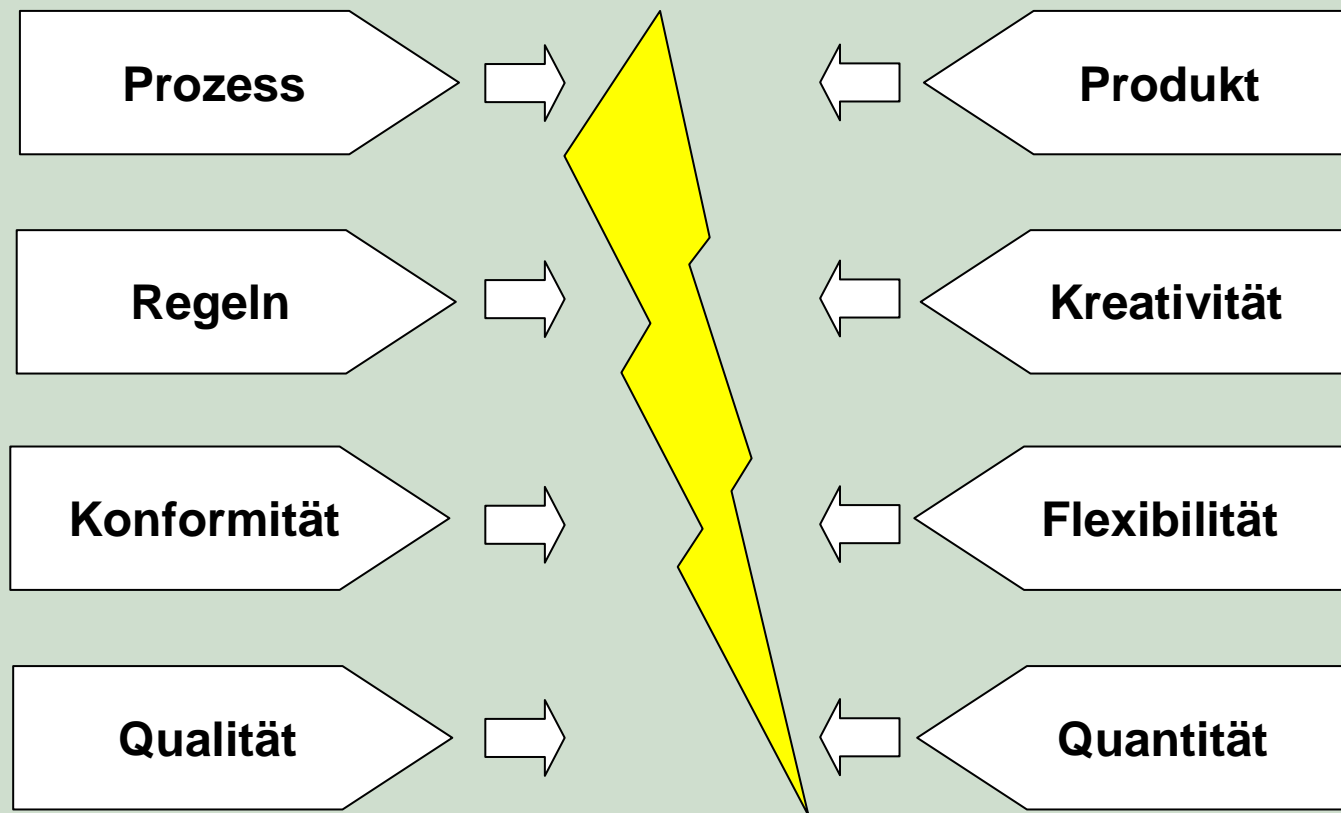 Prozess
Produkt
Regeln
Kreativität
Konformität
Flexibilität
Qualität
Quantität